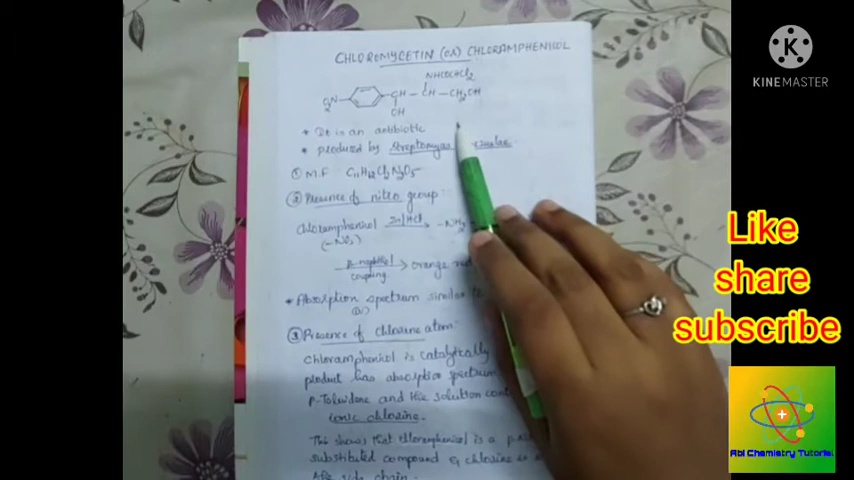 CHLOROMYCETIN (OR) CHLORAMPHENICOL
NHCOCHCl2
O2N CH - CH - CH2OH
OH
* It is an antibiotic
* produced by Streptomyces
① M.F C11H12Cl2N2O5
② Presence of nitro group
Chloramphenicol Zn/HCl → -NH2
(-NO2)
β-naphthol
coupling → orange red
* Absorption spectrum similar to
(UV)
③ Presence of chlorine atom
Chloramphenicol is catalytically
product has absorption spectrum
P-Toluidine and the solution
ionic chlorine.
This shows that chloramphenicol is a
substituted compound & chlorine is
side chain.
KINEMASTER
Like
share
subscribe
Abi Chemistry Tutorial